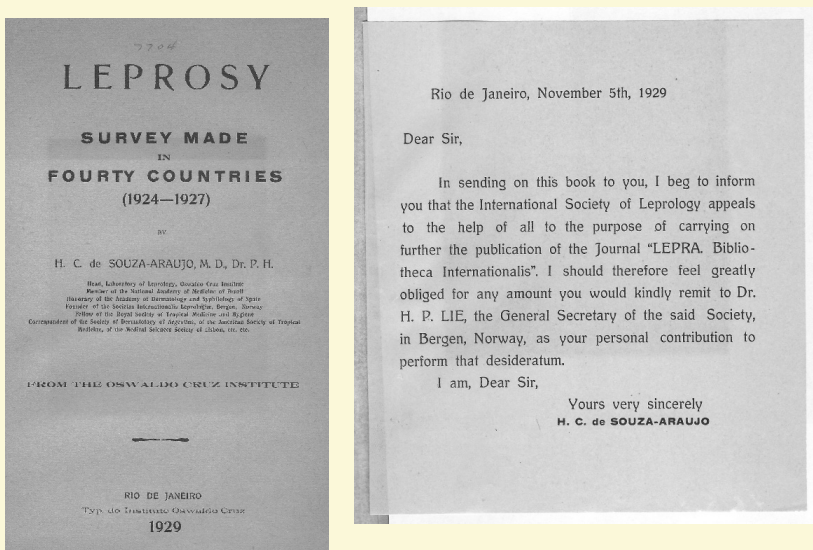 7704
LEPROSY
SURVEY MADE
IN
FOURTY COUNTRIES
(1924—1927)
BY
H. C. de SOUZA-ARAUJO, M. D., Dr. P. H.
Head, Laboratory of Leprology, Oswaldo Cruz Institute
Member of the National Academy of Medicine of Brazil
Honorary of the Academy of Dermatology and Syphilology of Spain
Founder of the Societas Internationalis Leprologiae, Bergen, Norway
Fellow of the Royal Society of Tropical Medicine and Hygiene
Correspondent of the Society of Dermatology of Argentina, of the American Society of Tropical
Medicine, of the Medical Sciences Society of Lisbon, etc. etc.
FROM THE OSWALDO CRUZ INSTITUTE
RIO DE JANEIRO
Typ. do Instituto Oswaldo Cruz
1929
Rio de Janeiro, November 5th, 1929
Dear Sir,
In sending on this book to you, I beg to inform
you that the International Society of Leprology appeals
to the help of all to the purpose of carrying on
further the publication of the Journal “LEPRA. Biblio-
theca Internationalis”. I should therefore feel greatly
obliged for any amount you would kindly remit to Dr.
H. P. LIE, the General Secretary of the said Society,
in Bergen, Norway, as your personal contribution to
perform that desideratum.
I am, Dear Sir,
Yours very sincerely
H. C. de SOUZA-ARAUJO